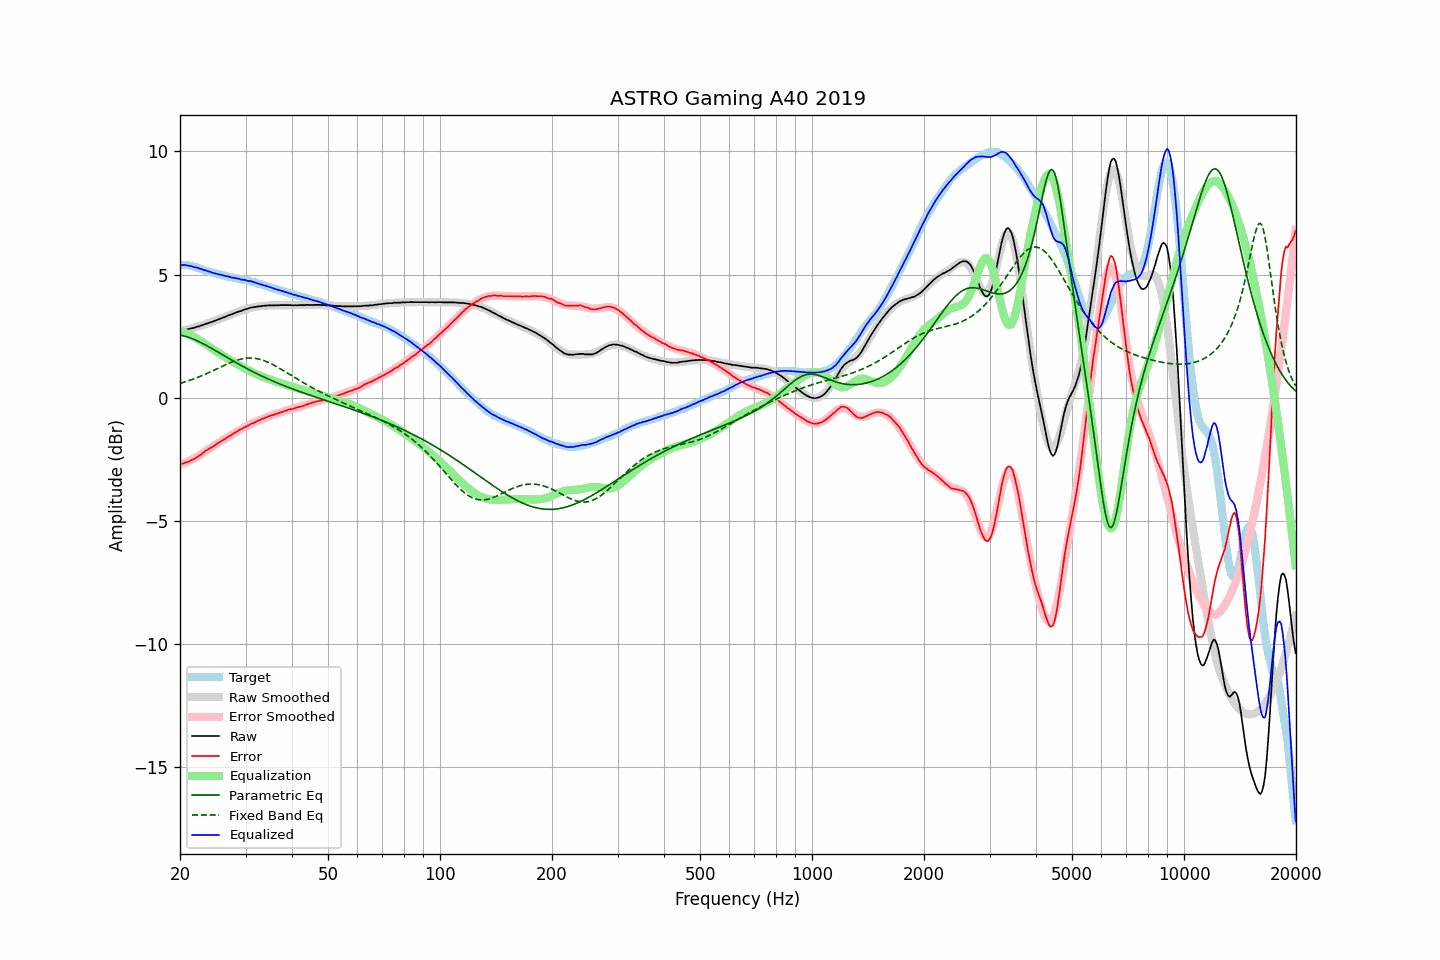 ASTRO Gaming A40 2019
Amplitude (dBr)
10
5
0
−5
−10
−15
Target
Raw Smoothed
Error Smoothed
Raw
Error
Equalization
Parametric Eq
Fixed Band Eq
Equalized
20 50 100 200 500 1000 2000 5000 10000 20000
Frequency (Hz)